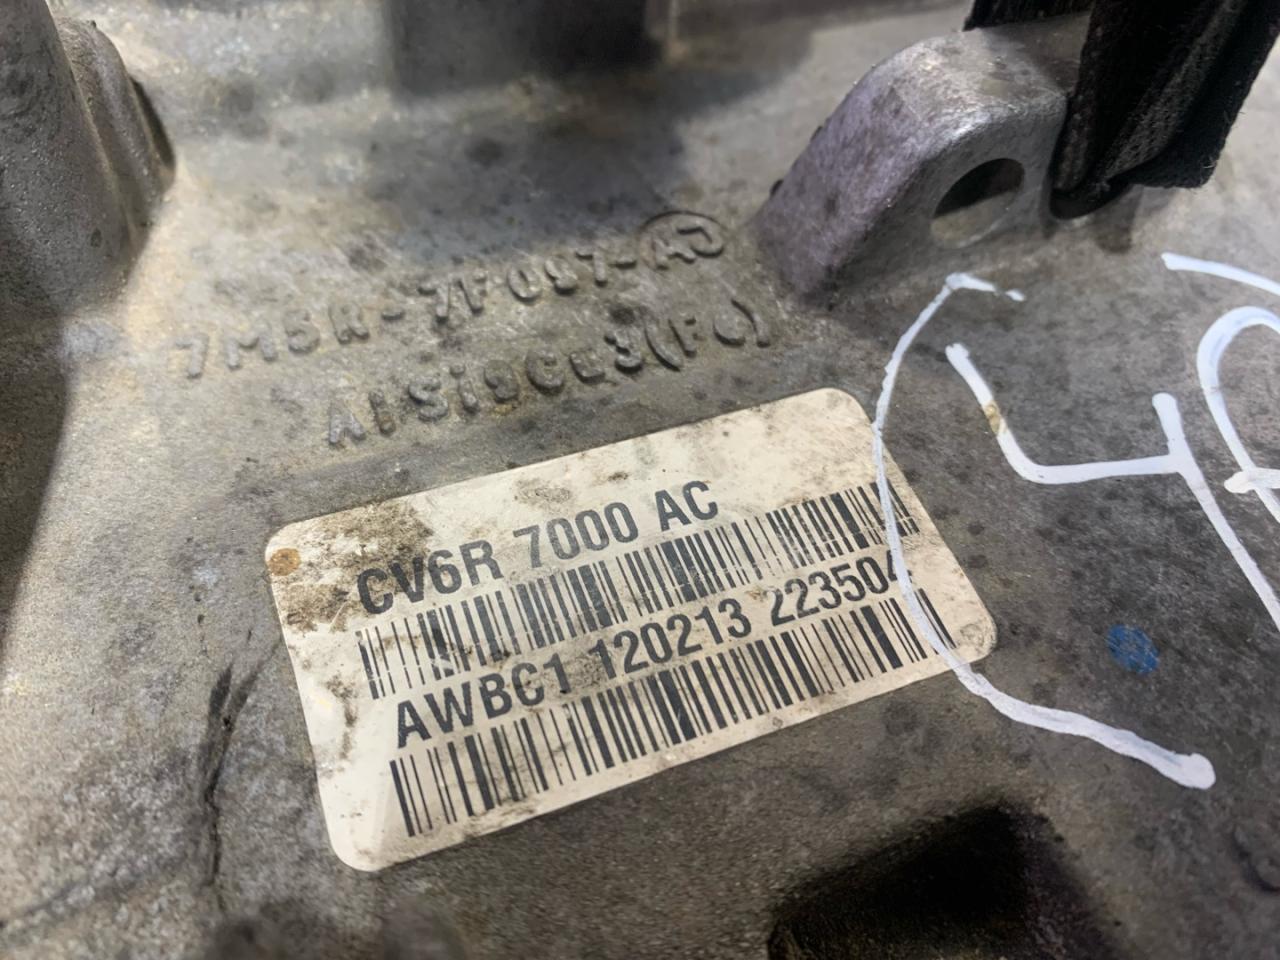 7M5R-7F097-AJ
AlSi9Cu3(Fe)
CV6R 7000 AC
AWBC1 120213 223504